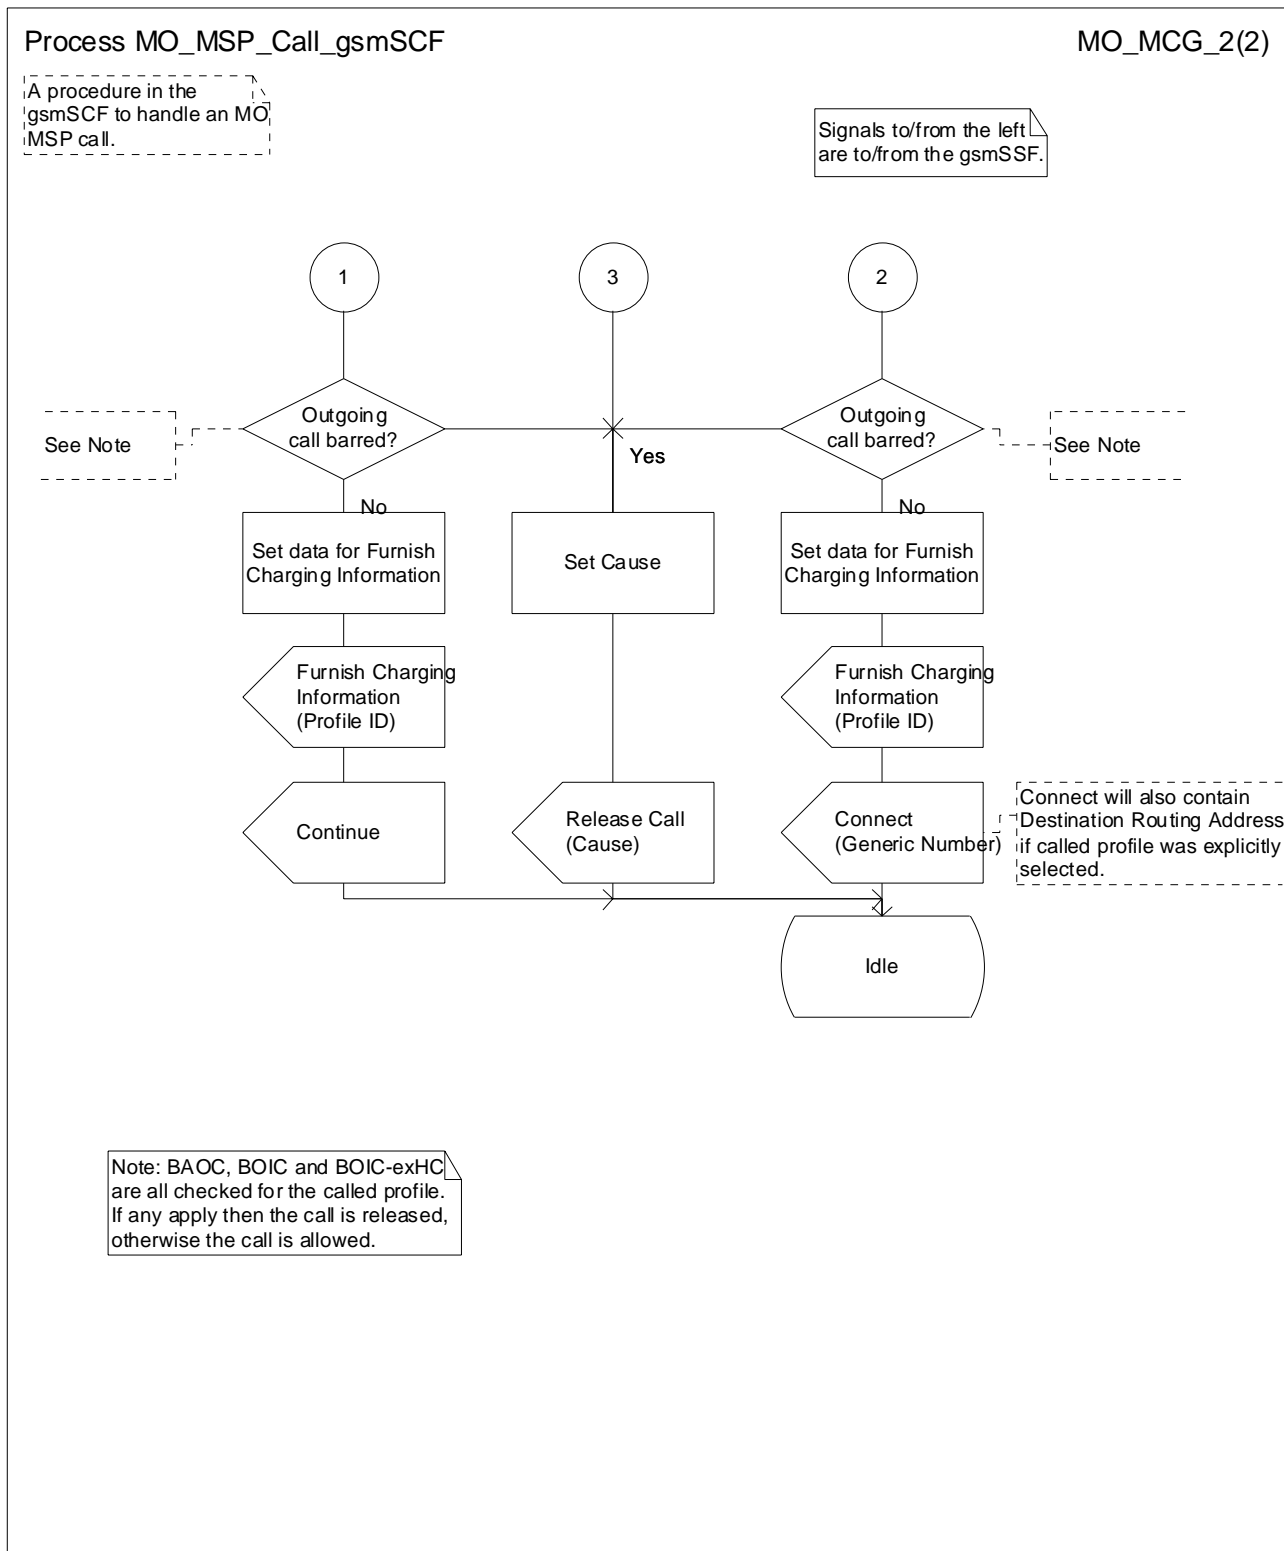 Process MO_MSP_Call_gsmSCF
MO_MCG_2(2)
A procedure in the
gsmSCF to handle an MO
MSP call.
Signals to/from the left
are to/from the gsmSSF.
1
3
2
Outgoing
call barred?
Outgoing
call barred?
See Note
See Note
Yes
No
No
Set data for Furnish
Charging Information
Set Cause
Set data for Furnish
Charging Information
Furnish Charging
Information
(Profile ID)
Furnish Charging
Information
(Profile ID)
Continue
Release Call
(Cause)
Connect
(Generic Number)
Connect will also contain
Destination Routing Address
if called profile was explicitly
selected.
Idle
Note: BAOC, BOIC and BOIC-exHC
are all checked for the called profile.
If any apply then the call is released,
otherwise the call is allowed.